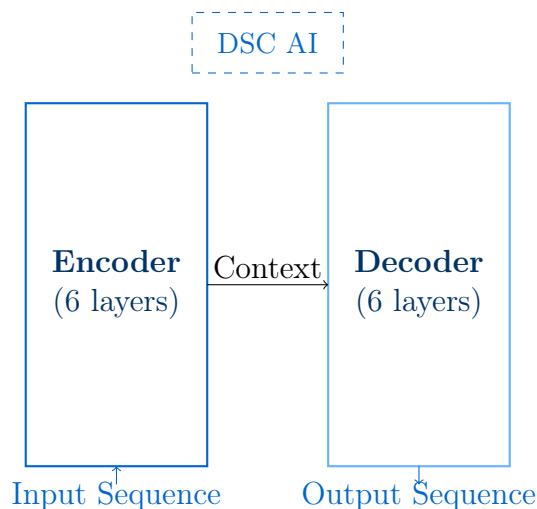 DSC AI
Encoder
(6 layers)
Context
Decoder
(6 layers)
Input Sequence
Output Sequence